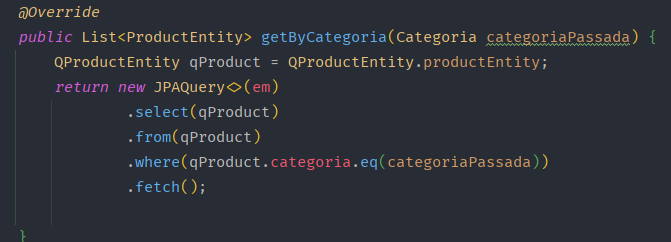 @Override
public List<ProductEntity> getByCategoria(Categoria categoriaPassada) {
    QProductEntity qProduct = QProductEntity.productEntity;
    return new JPAQuery<>(em)
            .select(qProduct)
            .from(qProduct)
            .where(qProduct.categoria.eq(categoriaPassada))
            .fetch();
}